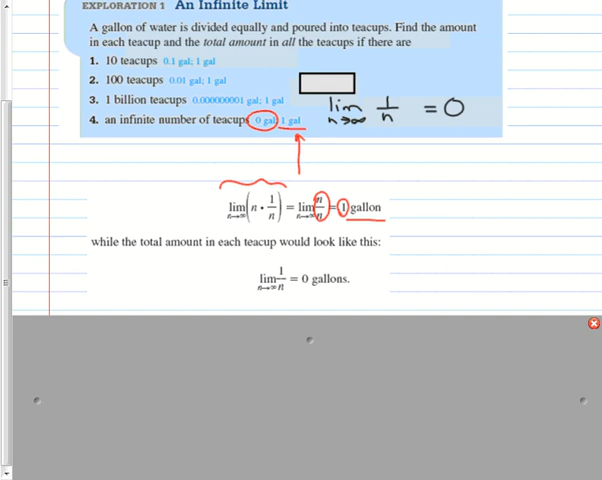 EXPLORATION 1 An Infinite Limit
A gallon of water is divided equally and poured into teacups. Find the amount
in each teacup and the total amount in all the teacups if there are
1. 10 teacups 0.1 gal; 1 gal
2. 100 teacups 0.01 gal; 1 gal
3. 1 billion teacups 0.000000001 gal; 1 gal
4. an infinite number of teacups 0 gal; 1 gal
lim n→∞ 1/n = 0
lim n→∞ (n · 1/n) = lim n→∞ n/n = 1 gallon
while the total amount in each teacup would look like this:
lim n→∞ 1/n = 0 gallons.